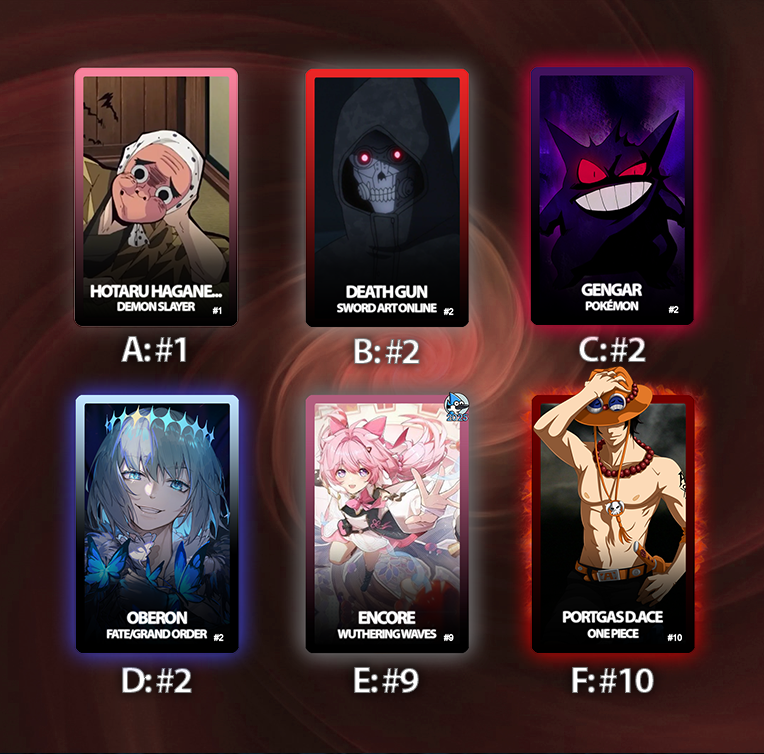 HOTARU HAGANE...
DEMON SLAYER #1
A: #1
DEATH GUN
SWORD ART ONLINE #2
B: #2
GENGAR
POKÉMON #2
C: #2
OBERON
FATE/GRAND ORDER #2
D: #2
ENCORE
WUTHERING WAVES #9
E: #9
PORTGAS D.ACE
ONE PIECE #10
F: #10